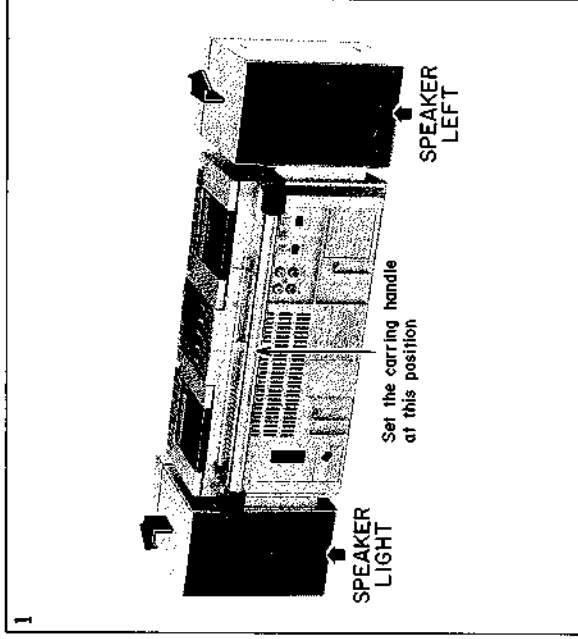 1
SPEAKER
LIGHT
Set the carring handle
at this position
SPEAKER
LEFT